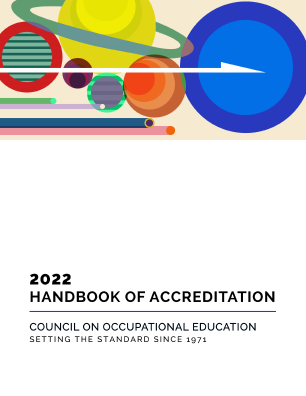 2022
HANDBOOK OF ACCREDITATION
COUNCIL ON OCCUPATIONAL EDUCATION
SETTING THE STANDARD SINCE 1971